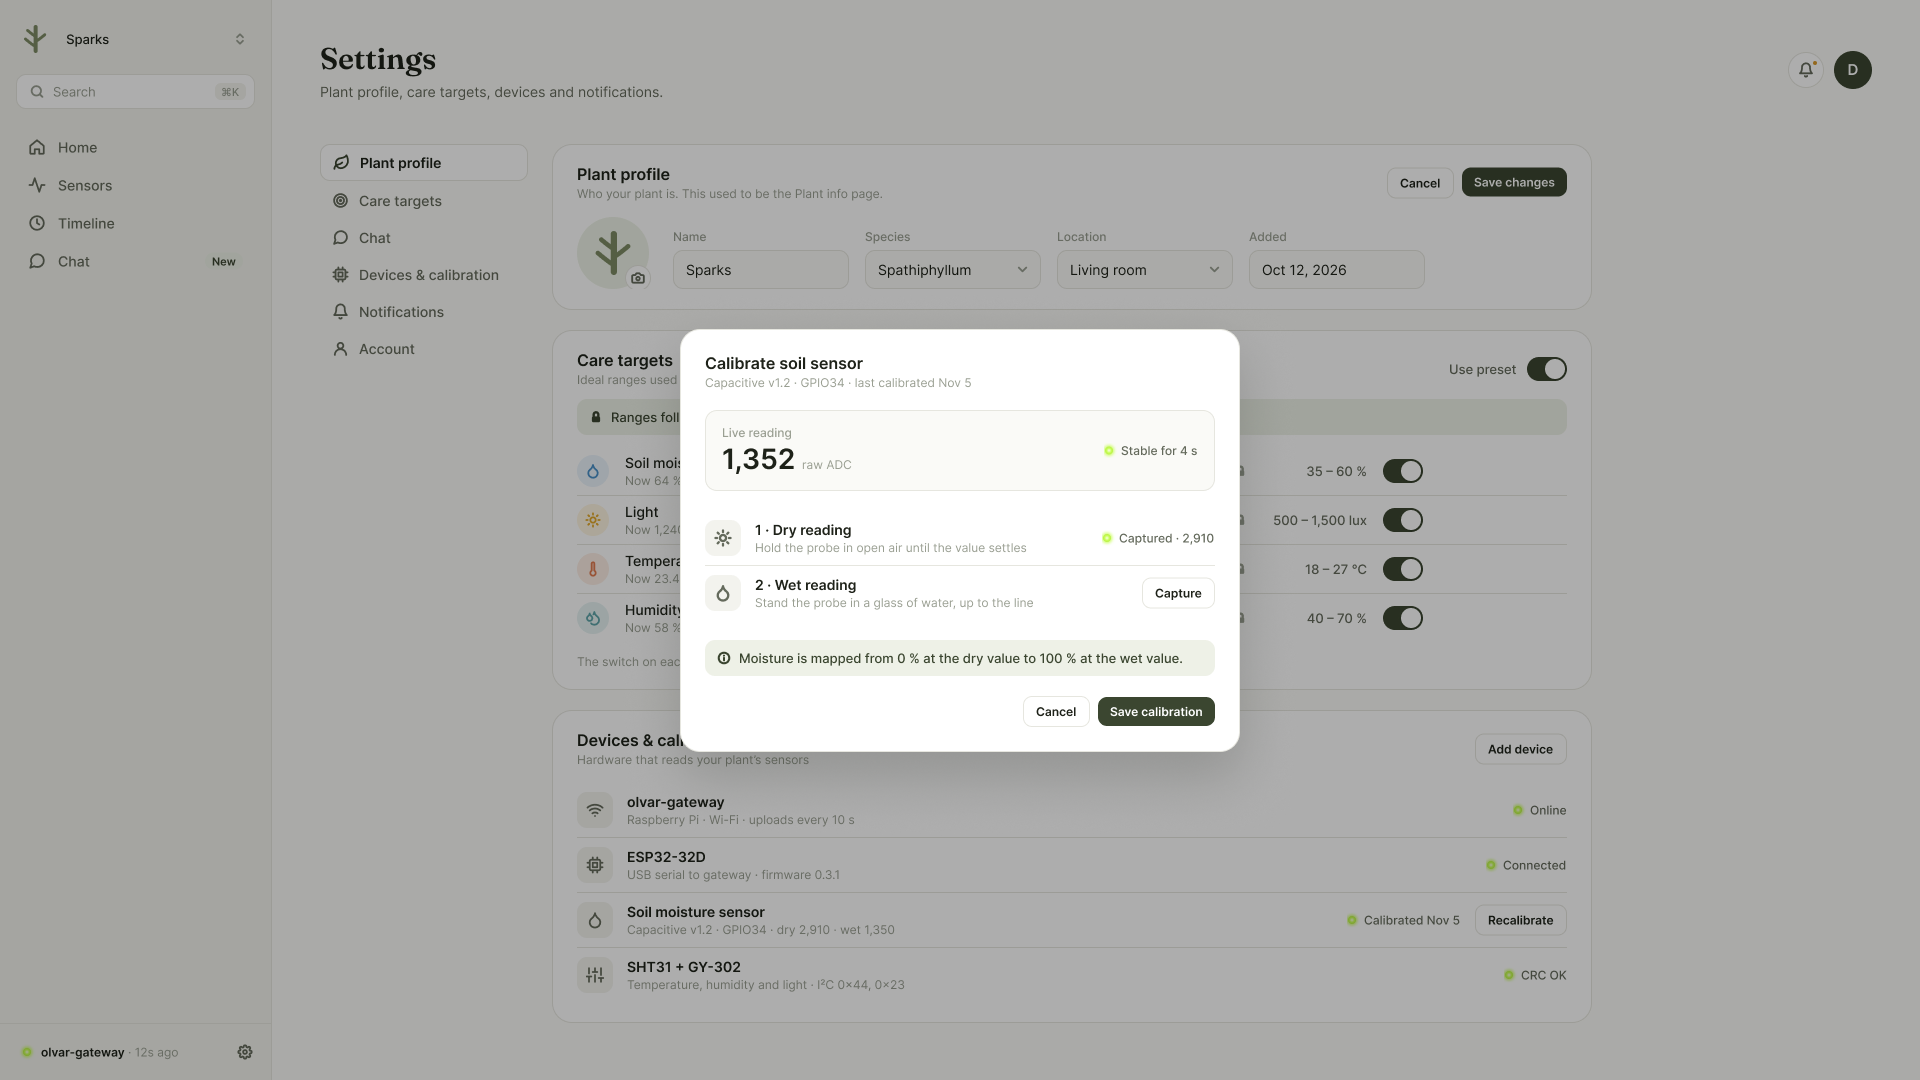 Sparks
Search ⌘K
Home
Sensors
Timeline
Chat New
olvar-gateway · 12s ago
Settings
Plant profile, care targets, devices and notifications.
D
Plant profile
Care targets
Chat
Devices & calibration
Notifications
Account
Plant profile
Who your plant is. This used to be the Plant info page.
Cancel
Save changes
Name
Sparks
Species
Spathiphyllum
Location
Living room
Added
Oct 12, 2026
Care targets
Ideal ranges used
Use preset
Ranges foll
Soil mois
Now 64 %
35 – 60 %
Light
Now 1,240
500 – 1,500 lux
Tempera
Now 23.4
18 – 27 °C
Humidity
Now 58 %
40 – 70 %
The switch on eac
Calibrate soil sensor
Capacitive v1.2 · GPIO34 · last calibrated Nov 5
Live reading
1,352 raw ADC
Stable for 4 s
1 · Dry reading
Hold the probe in open air until the value settles
Captured · 2,910
2 · Wet reading
Stand the probe in a glass of water, up to the line
Capture
Moisture is mapped from 0 % at the dry value to 100 % at the wet value.
Cancel
Save calibration
Devices & cali
Hardware that reads your plant's sensors
Add device
olvar-gateway
Raspberry Pi · Wi-Fi · uploads every 10 s
Online
ESP32-32D
USB serial to gateway · firmware 0.3.1
Connected
Soil moisture sensor
Capacitive v1.2 · GPIO34 · dry 2,910 · wet 1,350
Calibrated Nov 5
Recalibrate
SHT31 + GY-302
Temperature, humidity and light · I²C 0×44, 0×23
CRC OK